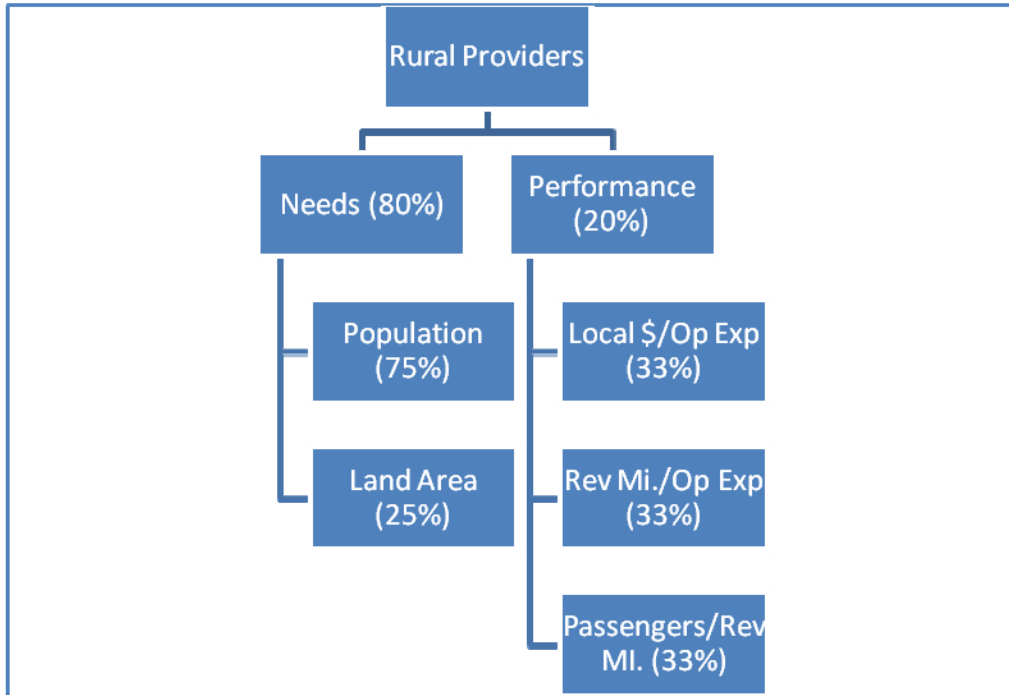 Rural Providers
Needs (80%)
Performance
(20%)
Population
(75%)
Land Area
(25%)
Local $/Op Exp
(33%)
Rev Mi./Op Exp
(33%)
Passengers/Rev
MI. (33%)